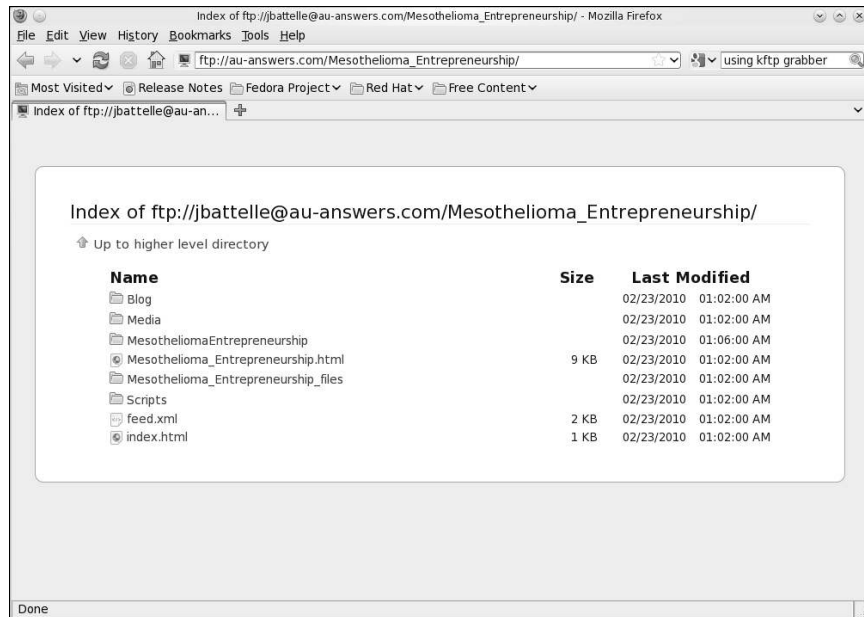 Index of ftp://jbattelle@au-answers.com/Mesothelioma_Entrepreneurship/ - Mozilla Firefox
File Edit View History Bookmarks Tools Help
ftp://au-answers.com/Mesothelioma_Entrepreneurship/ using kftp grabber
Most Visited Release Notes Fedora Project Red Hat Free Content
Index of ftp://jbattelle@au-an...
Index of ftp://jbattelle@au-answers.com/Mesothelioma_Entrepreneurship/
Up to higher level directory
Name Size Last Modified
Blog 02/23/2010 01:02:00 AM
Media 02/23/2010 01:02:00 AM
MesotheliomaEntrepreneurship 02/23/2010 01:06:00 AM
Mesothelioma_Entrepreneurship.html 9 KB 02/23/2010 01:02:00 AM
Mesothelioma_Entrepreneurship_files 02/23/2010 01:02:00 AM
Scripts 02/23/2010 01:02:00 AM
feed.xml 2 KB 02/23/2010 01:02:00 AM
index.html 1 KB 02/23/2010 01:02:00 AM
Done